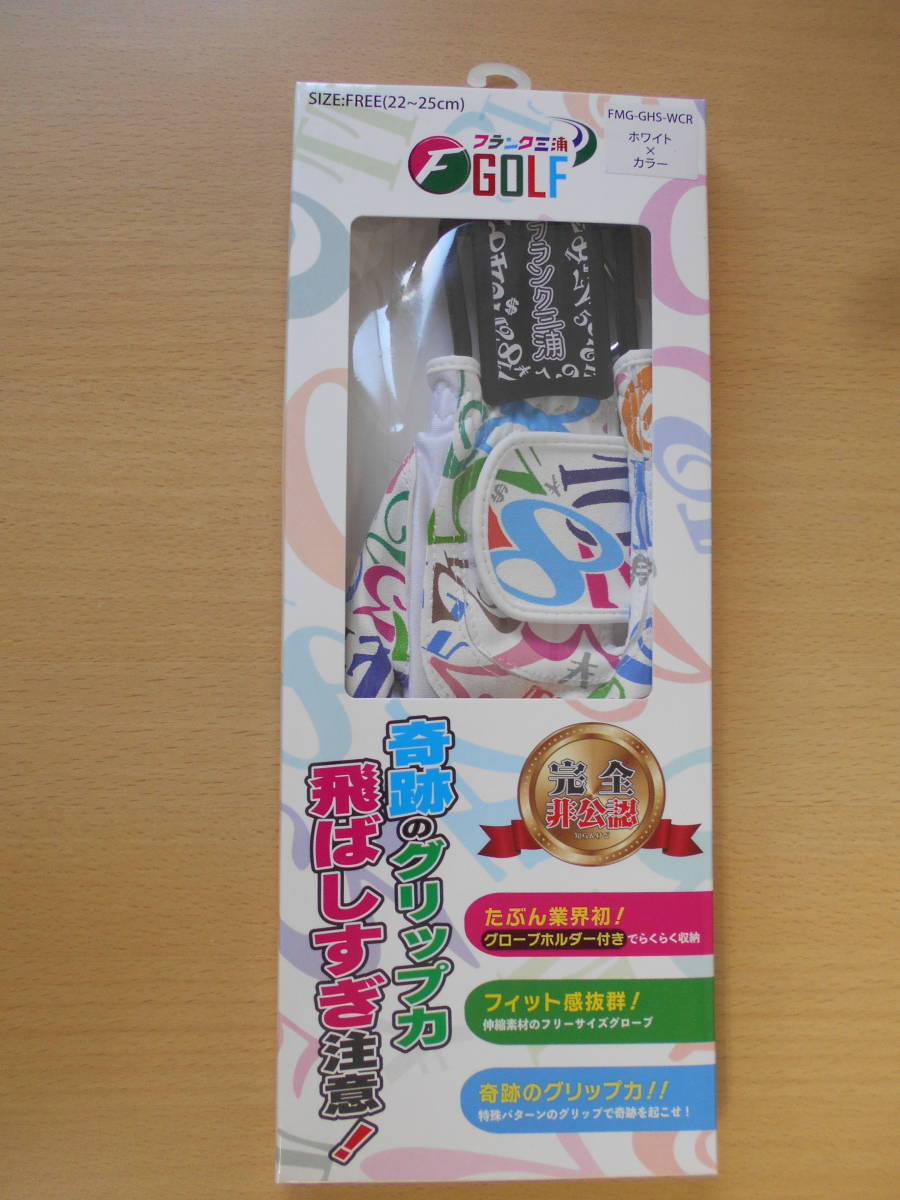 SIZE:FREE(22~25cm)
FMG-GHS-WCR
ホワイト
×
カラー
フランク三浦
F GOLF
フランク三浦
奇跡のグリップ力
飛ばしすぎ注意!
完全
非公認
たぶん業界初!
グローブホルダー付きでらくらく収納
フィット感抜群!
伸縮素材のフリーサイズグローブ
奇跡のグリップ力!!
特殊パターンのグリップで奇跡を起こせ!